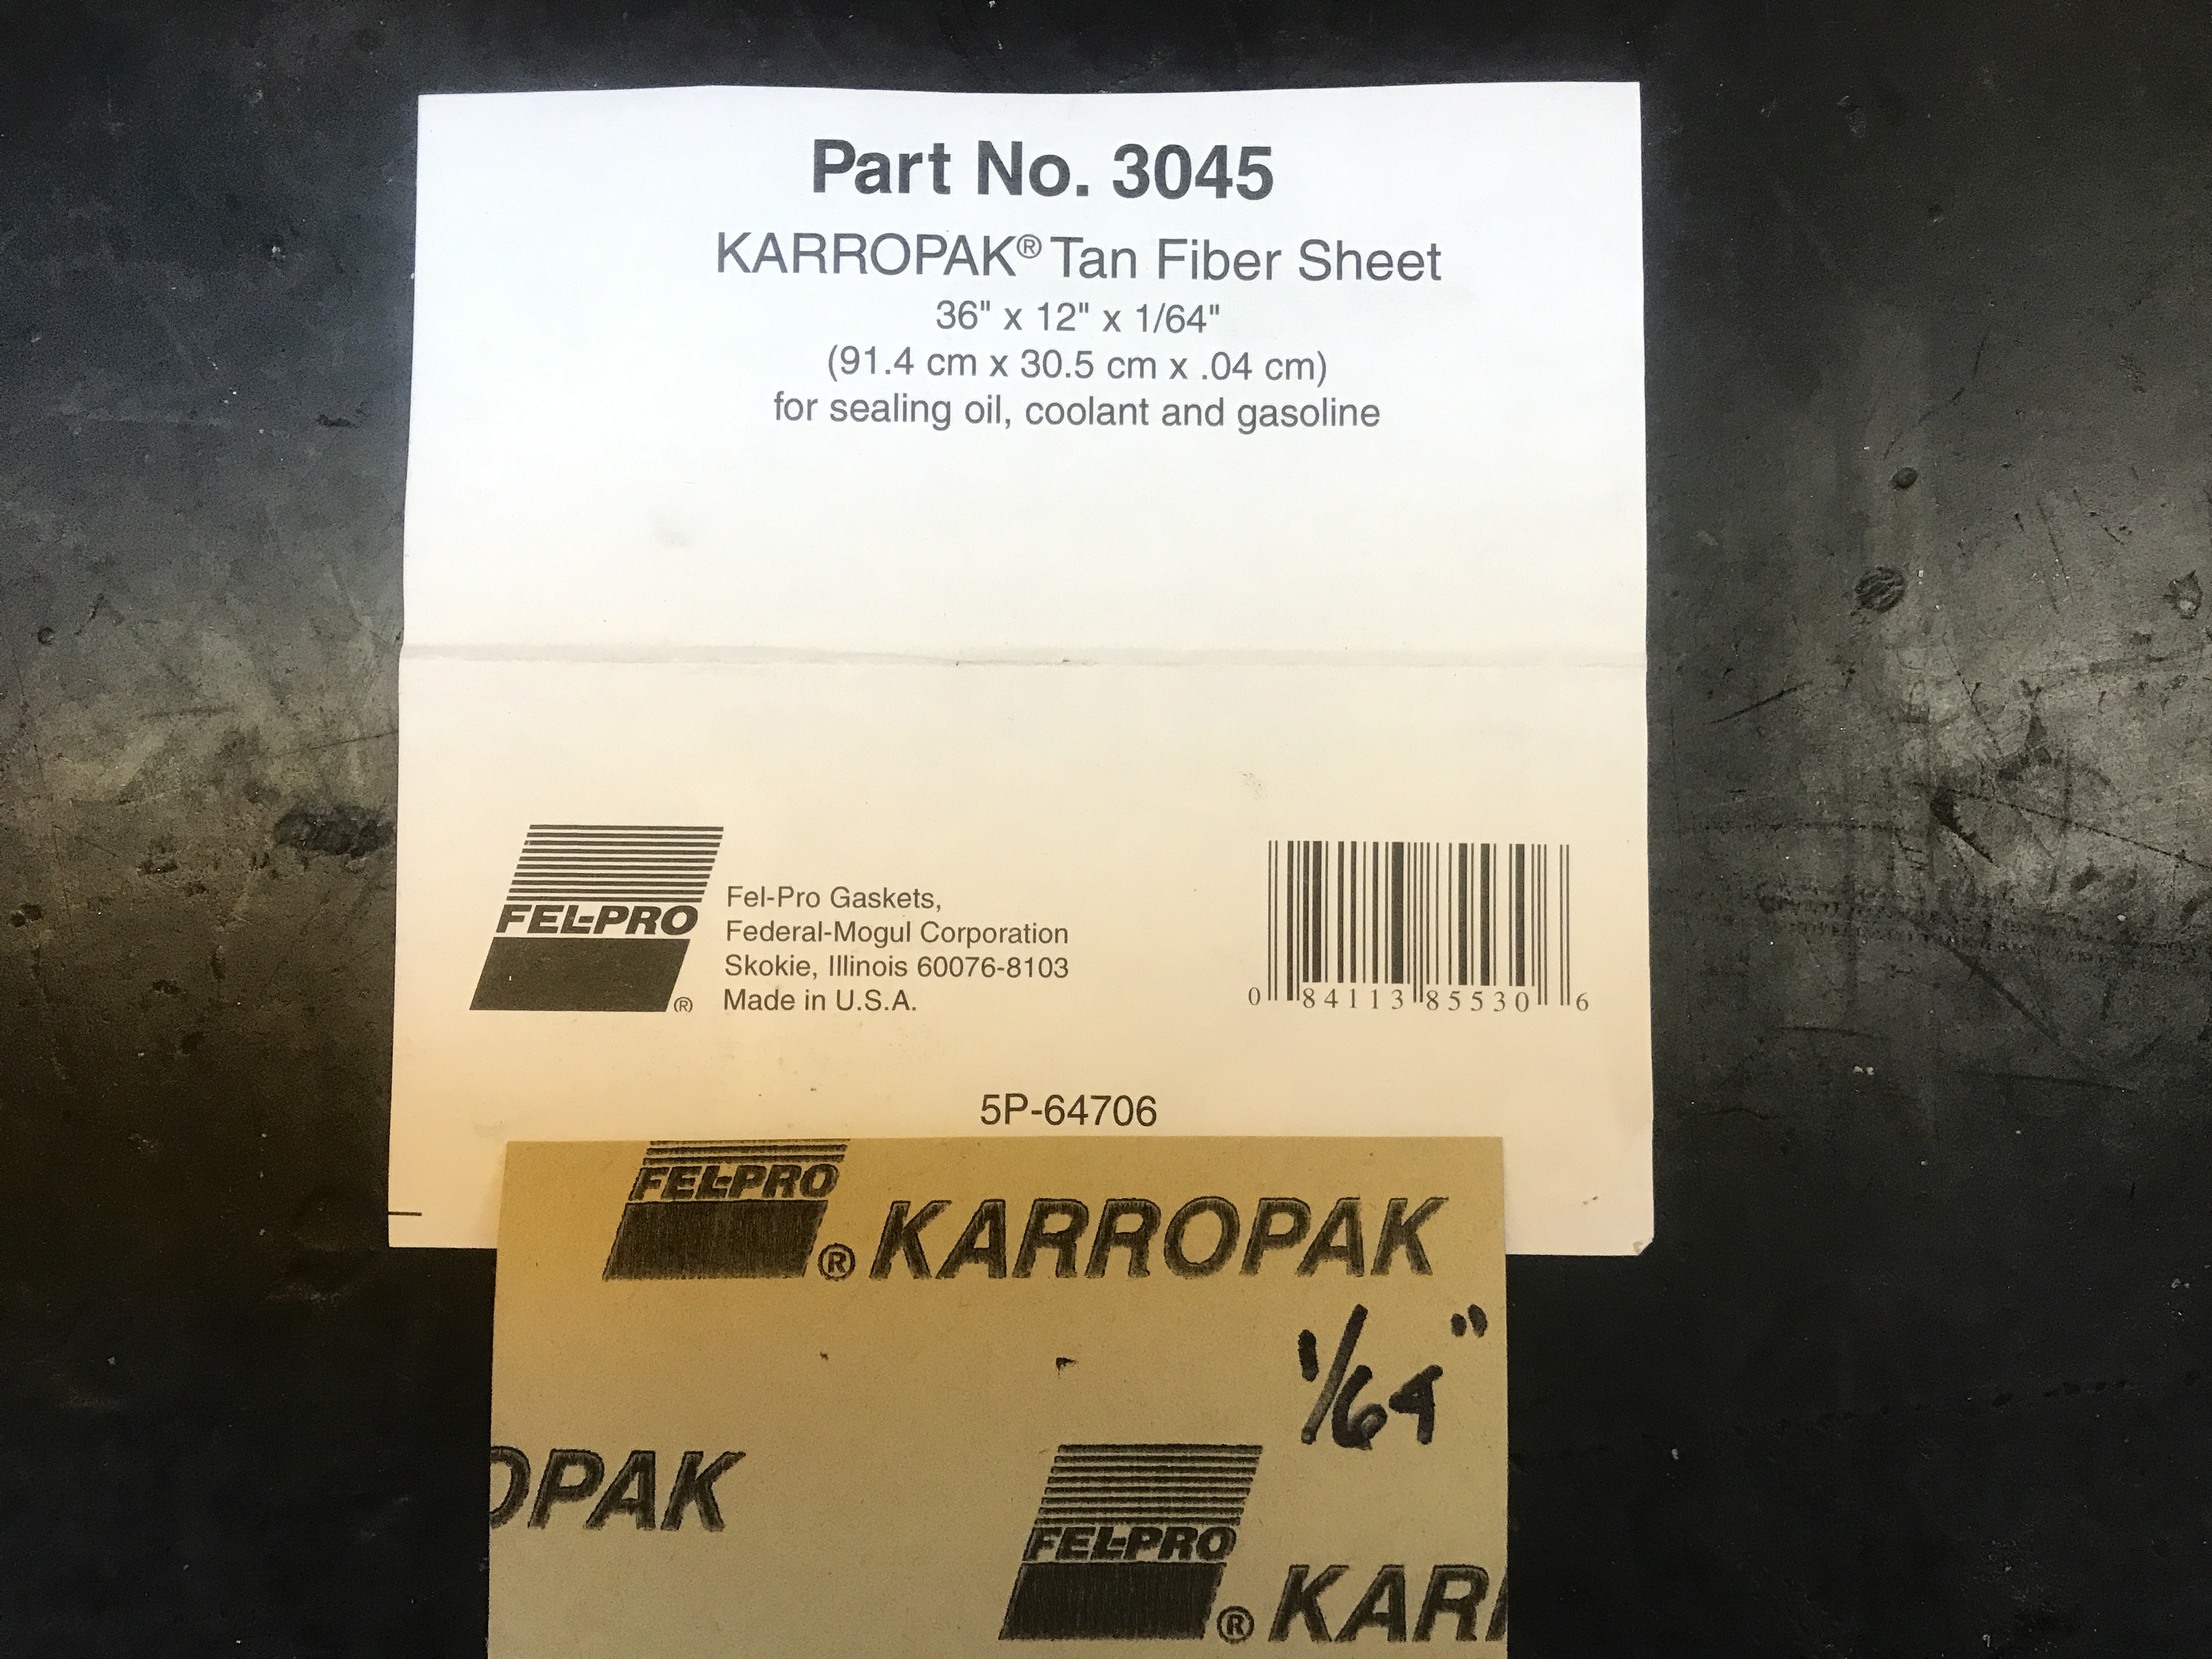 Part No. 3045
KARROPAK® Tan Fiber Sheet
36" x 12" x 1/64"
(91.4 cm x 30.5 cm x .04 cm)
for sealing oil, coolant and gasoline
FEL-PRO
®
Fel-Pro Gaskets,
Federal-Mogul Corporation
Skokie, Illinois 60076-8103
Made in U.S.A.
0 84113 85530 6
5P-64706
FEL-PRO
® KARROPAK
1/64"
OPAK
FEL-PRO
® KAR